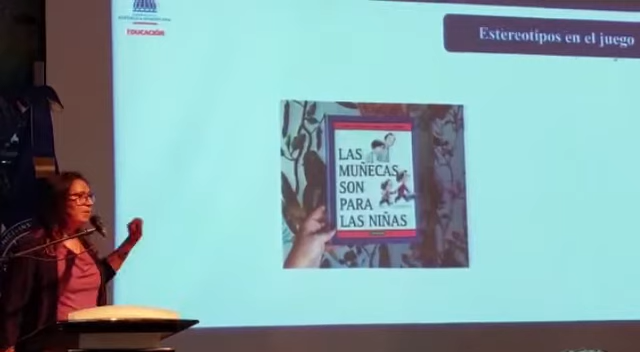 EDUCACIÓN
Estereotipos en el juego
LAS
MUÑECAS
SON
PARA
LAS NIÑAS